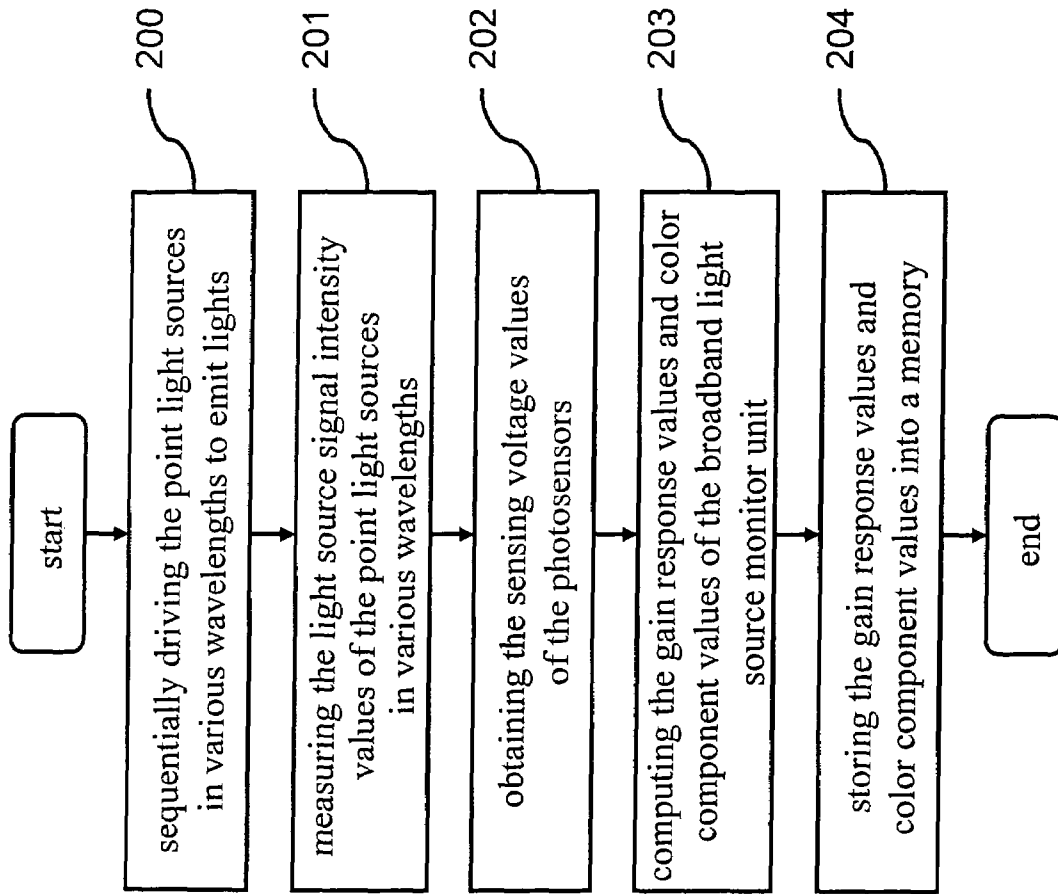 start
sequentially driving the point light sources
in various wavelengths to emit lights
200
measuring the light source signal intensity
values of the point light sources
in various wavelengths
201
obtaining the sensing voltage values
of the photosensors
202
computing the gain response values and color
component values of the broadband light
source monitor unit
203
storing the gain response values and
color component values into a memory
204
end